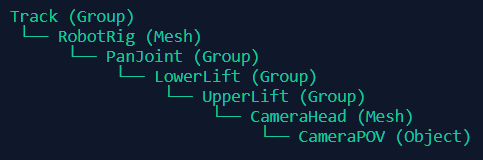 Track (Group)
└── RobotRig (Mesh)
└── PanJoint (Group)
└── LowerLift (Group)
└── UpperLift (Group)
└── CameraHead (Mesh)
└── CameraPOV (Object)